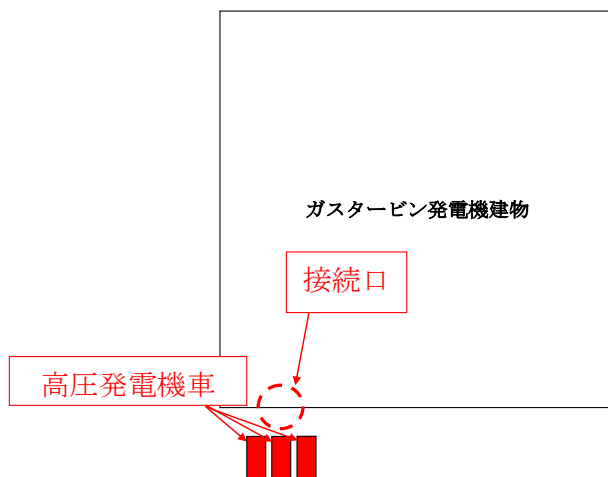 ガスタービン発電機建物
接続口
高圧発電機車